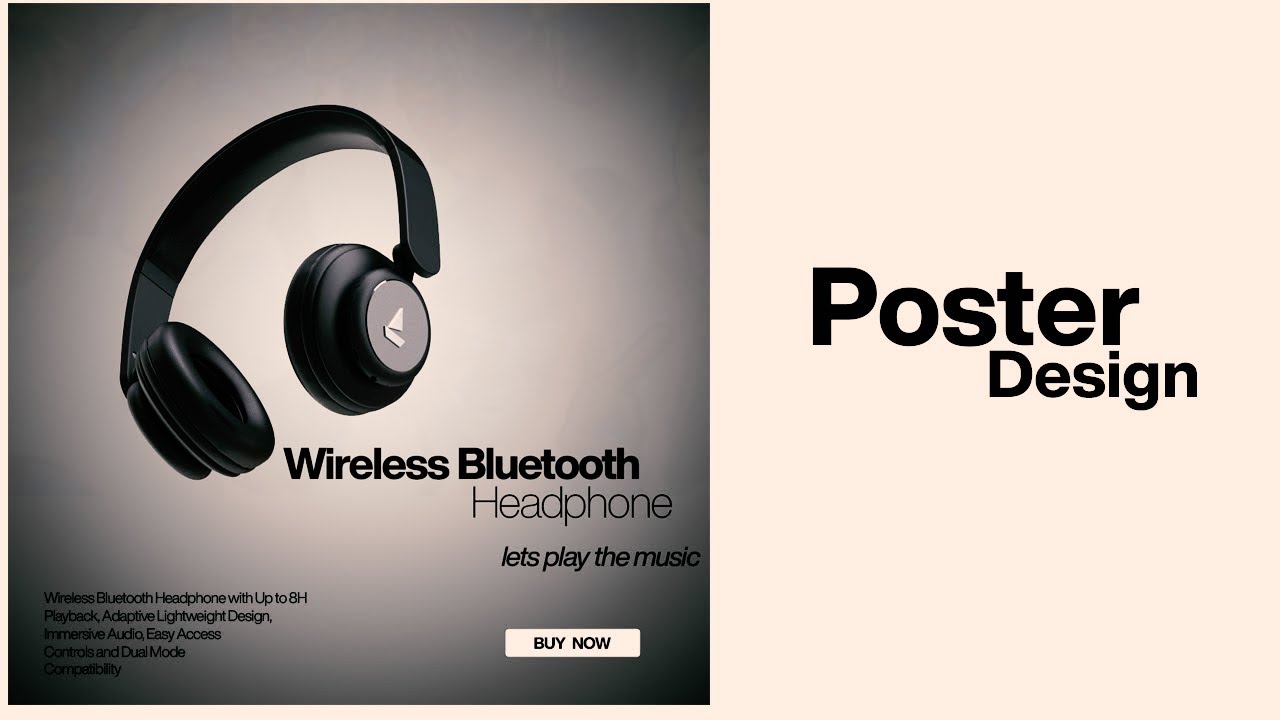 Wireless Bluetooth
Headphone
lets play the music
Wireless Bluetooth Headphone with Up to 8H
Playback, Adaptive Lightweight Design,
Immersive Audio, Easy Access
Controls and Dual Mode
Compatibility
BUY NOW
Poster
Design